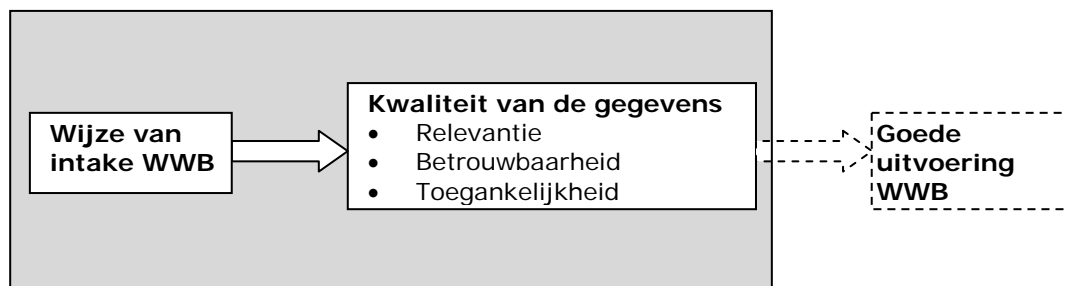 Wijze van
intake WWB
Kwaliteit van de gegevens
• Relevantie
• Betrouwbaarheid
• Toegankelijkheid
Goede
uitvoering
WWB